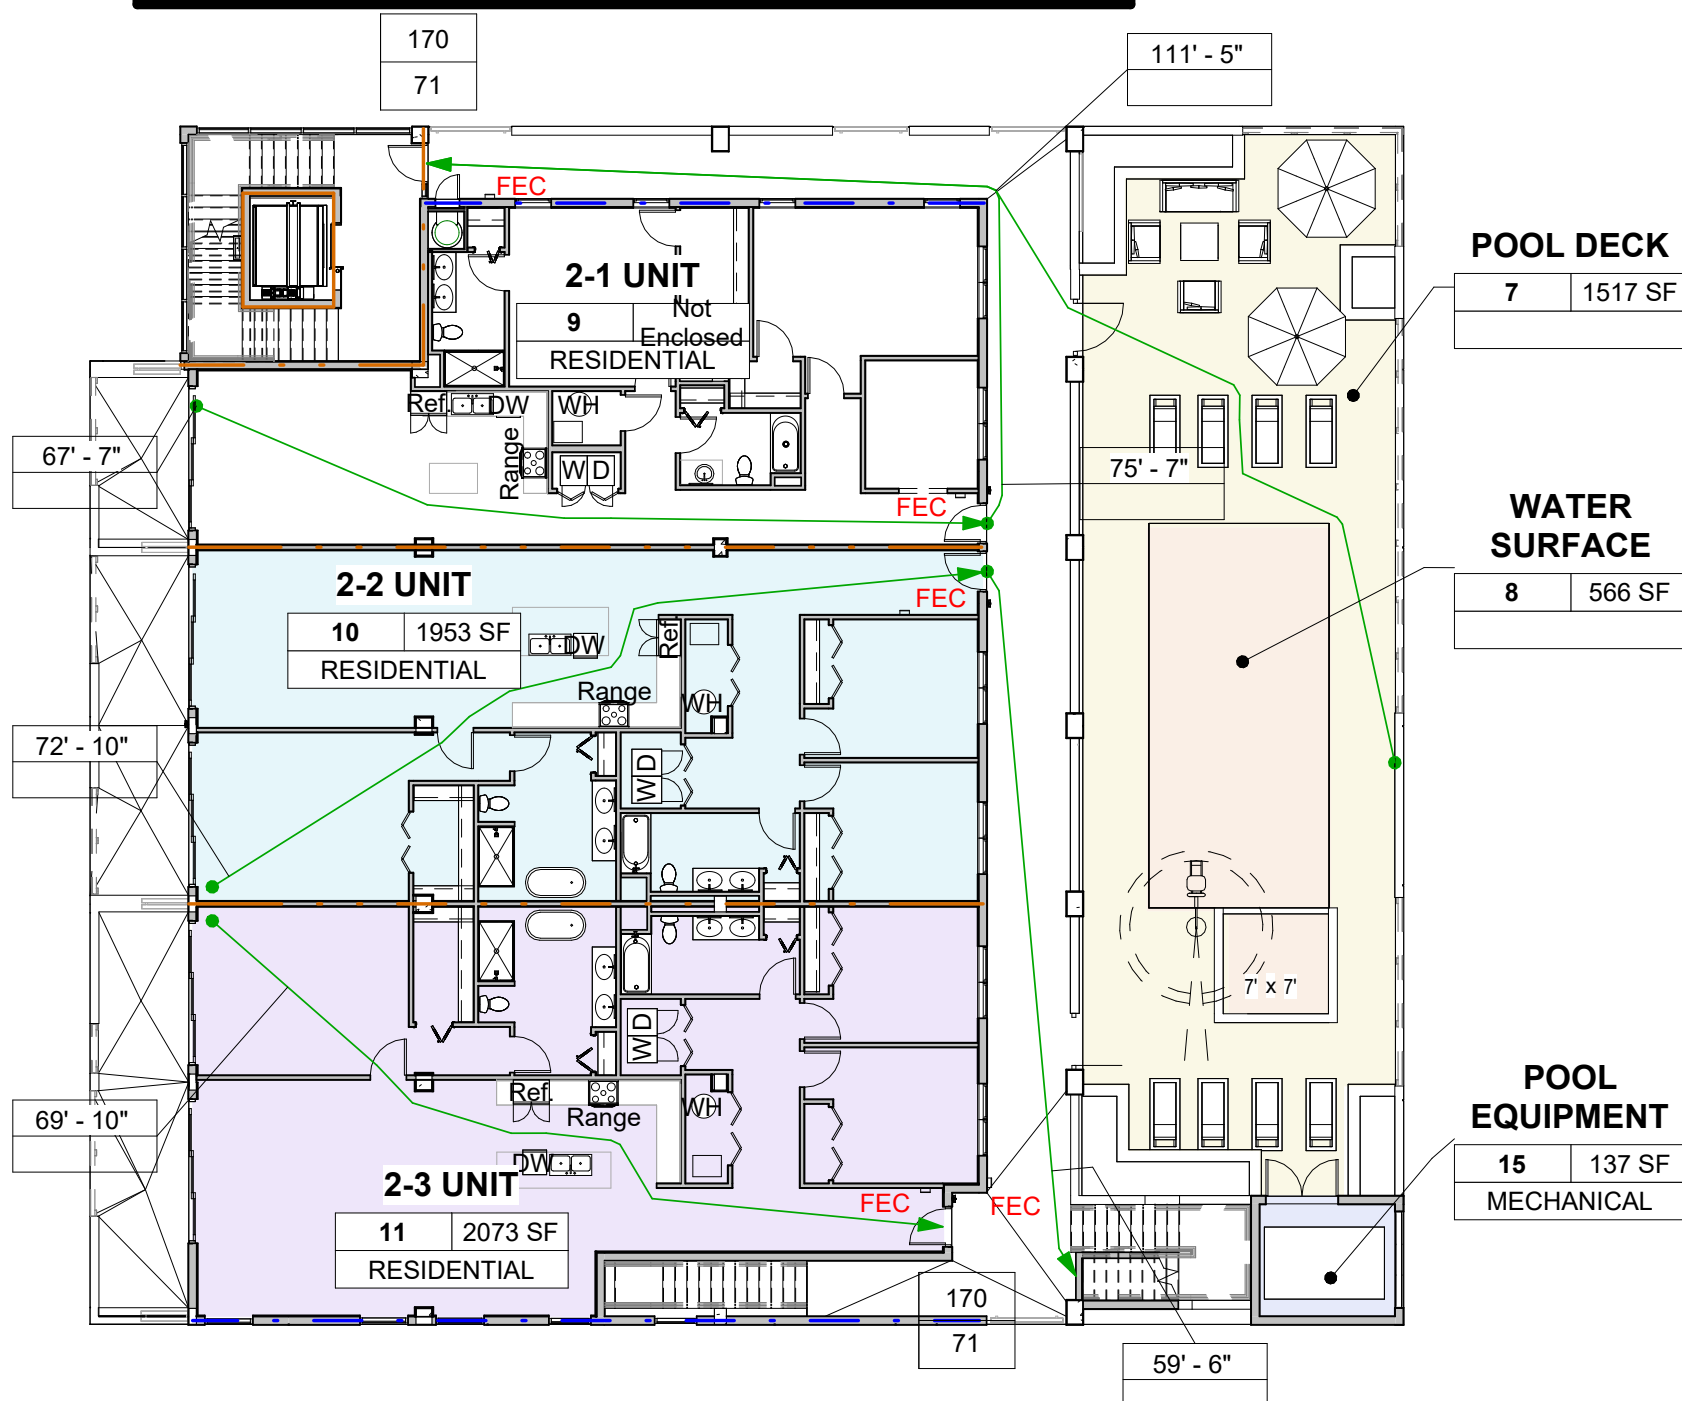 170
71
111' - 5"
FEC
2-1 UNIT
9
Not
Enclosed
RESIDENTIAL
POOL DECK
7
1517 SF
Ref.
DW
WH
Range
W
D
67' - 7"
75' - 7"
FEC
WATER
SURFACE
8
566 SF
2-2 UNIT
10
1953 SF
RESIDENTIAL
FEC
DW
Ref.
Range
WH
72' - 10"
W
D
7' x 7'
W
D
POOL
EQUIPMENT
15
137 SF
MECHANICAL
69' - 10"
Ref.
Range
WH
DW
2-3 UNIT
11
2073 SF
RESIDENTIAL
FEC
FEC
170
71
59' - 6"